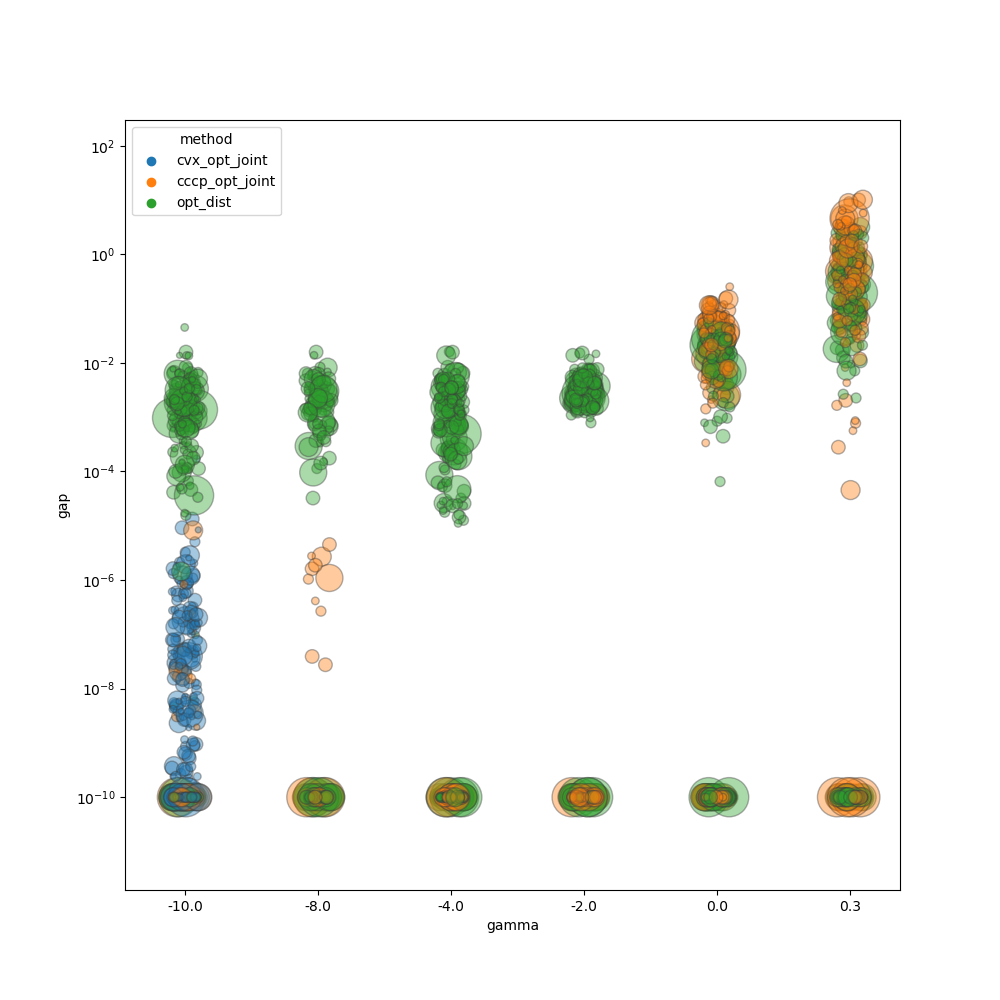 method
cvx_opt_joint
cccp_opt_joint
opt_dist
10^2
10^0
10^-2
10^-4
10^-6
10^-8
10^-10
gap
-10.0 -8.0 -4.0 -2.0 0.0 0.3
gamma